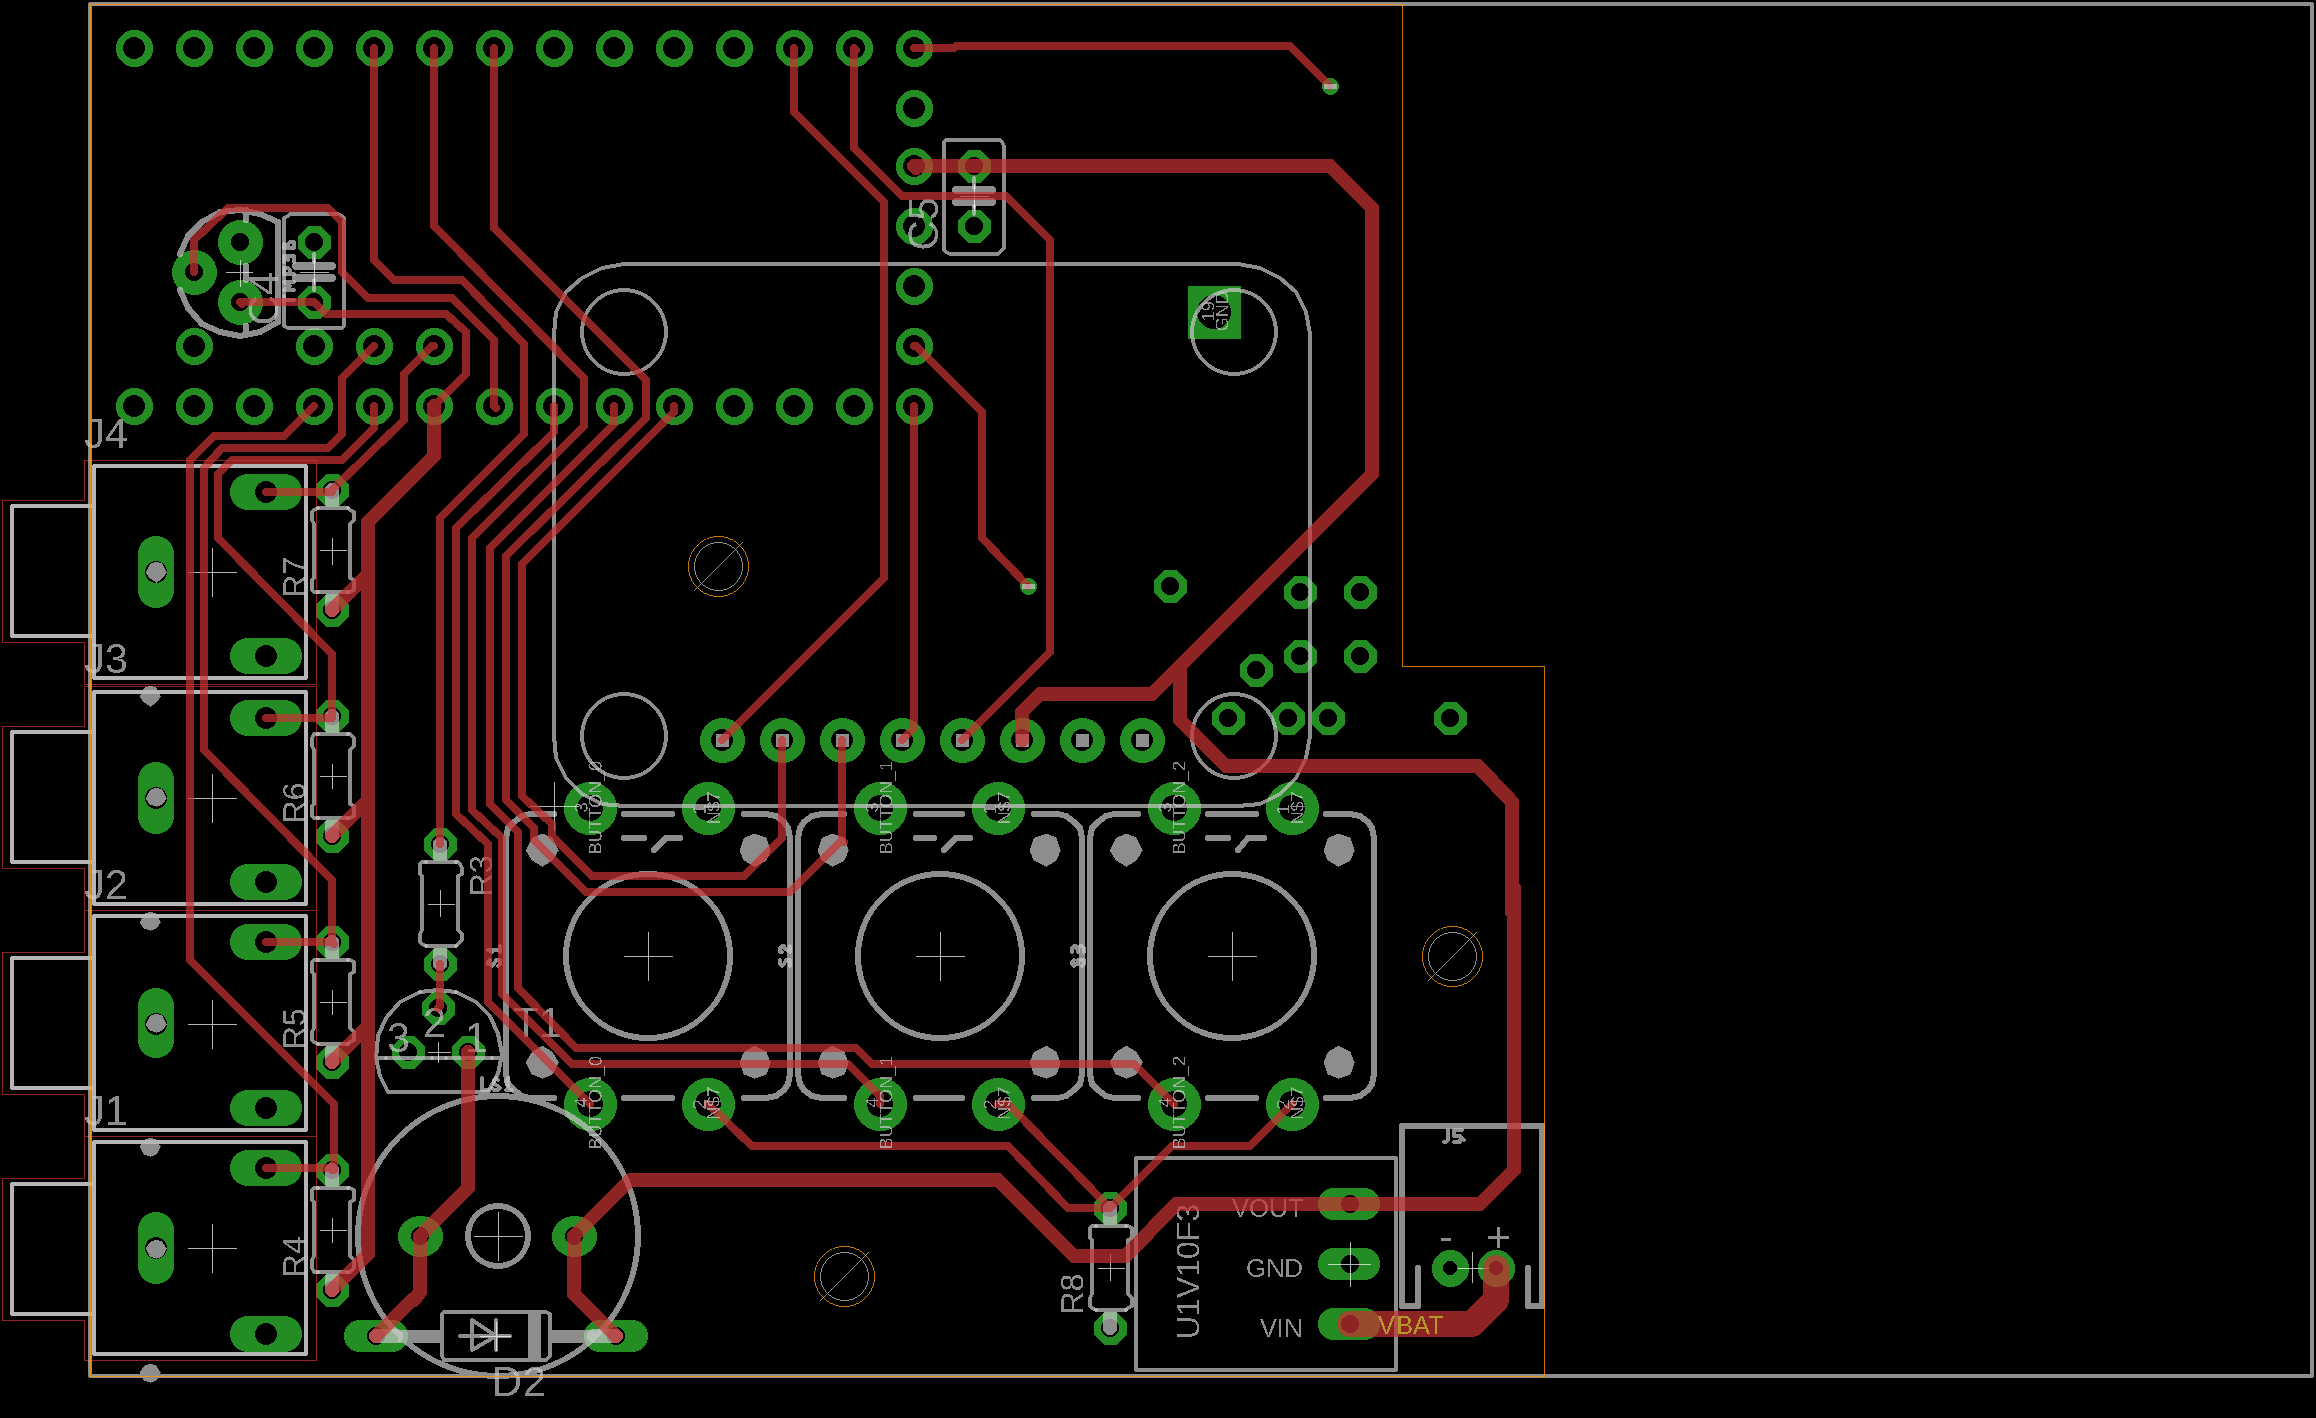 C5
19
GND
C4
J4
R7
J3
R6
J2
R5
J1
R4
R3
S1
S2
S3
3
BUTTON_0
1
N$7
3
BUTTON_1
1
N$7
3
BUTTON_2
1
N$7
3
2
1
T1
4
BUTTON_0
2
N$7
4
BUTTON_1
2
N$7
4
BUTTON_2
2
N$7
D2
R8
U1V10F3
VOUT
GND
VIN
VBAT
J5
-
+